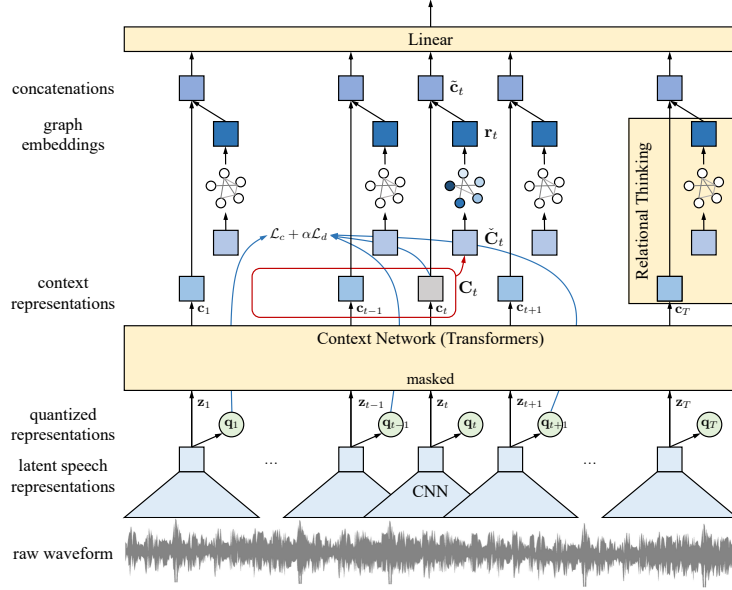 Linear
concatenations
c̃_t
graph
embeddings
r_t
Relational Thinking
ℒ_c + αℒ_d
Č_t
context
representations
C_t
c_1
c_{t−1}
c_t
c_{t+1}
c_T
Context Network (Transformers)
masked
z_1
z_{t−1}
z_t
z_{t+1}
z_T
quantized
representations
q_1
q_{t−1}
q_t
q_{t+1}
q_T
latent speech
representations
...
...
CNN
raw waveform